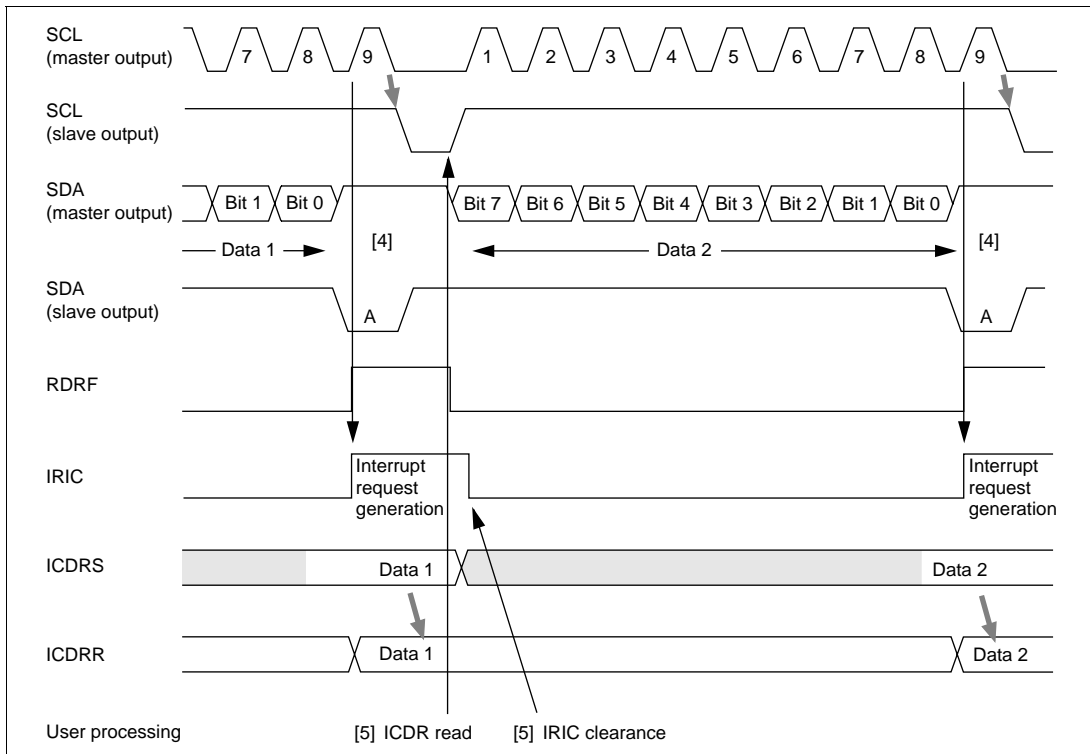 SCL
(master output)
7 8 9 1 2 3 4 5 6 7 8 9
SCL
(slave output)
SDA
(master output)
Bit 1 Bit 0 Bit 7 Bit 6 Bit 5 Bit 4 Bit 3 Bit 2 Bit 1 Bit 0
Data 1 [4] Data 2 [4]
SDA
(slave output)
A A
RDRF
IRIC
Interrupt
request
generation
Interrupt
request
generation
ICDRS
Data 1 Data 2
ICDRR
Data 1 Data 2
User processing [5] ICDR read [5] IRIC clearance